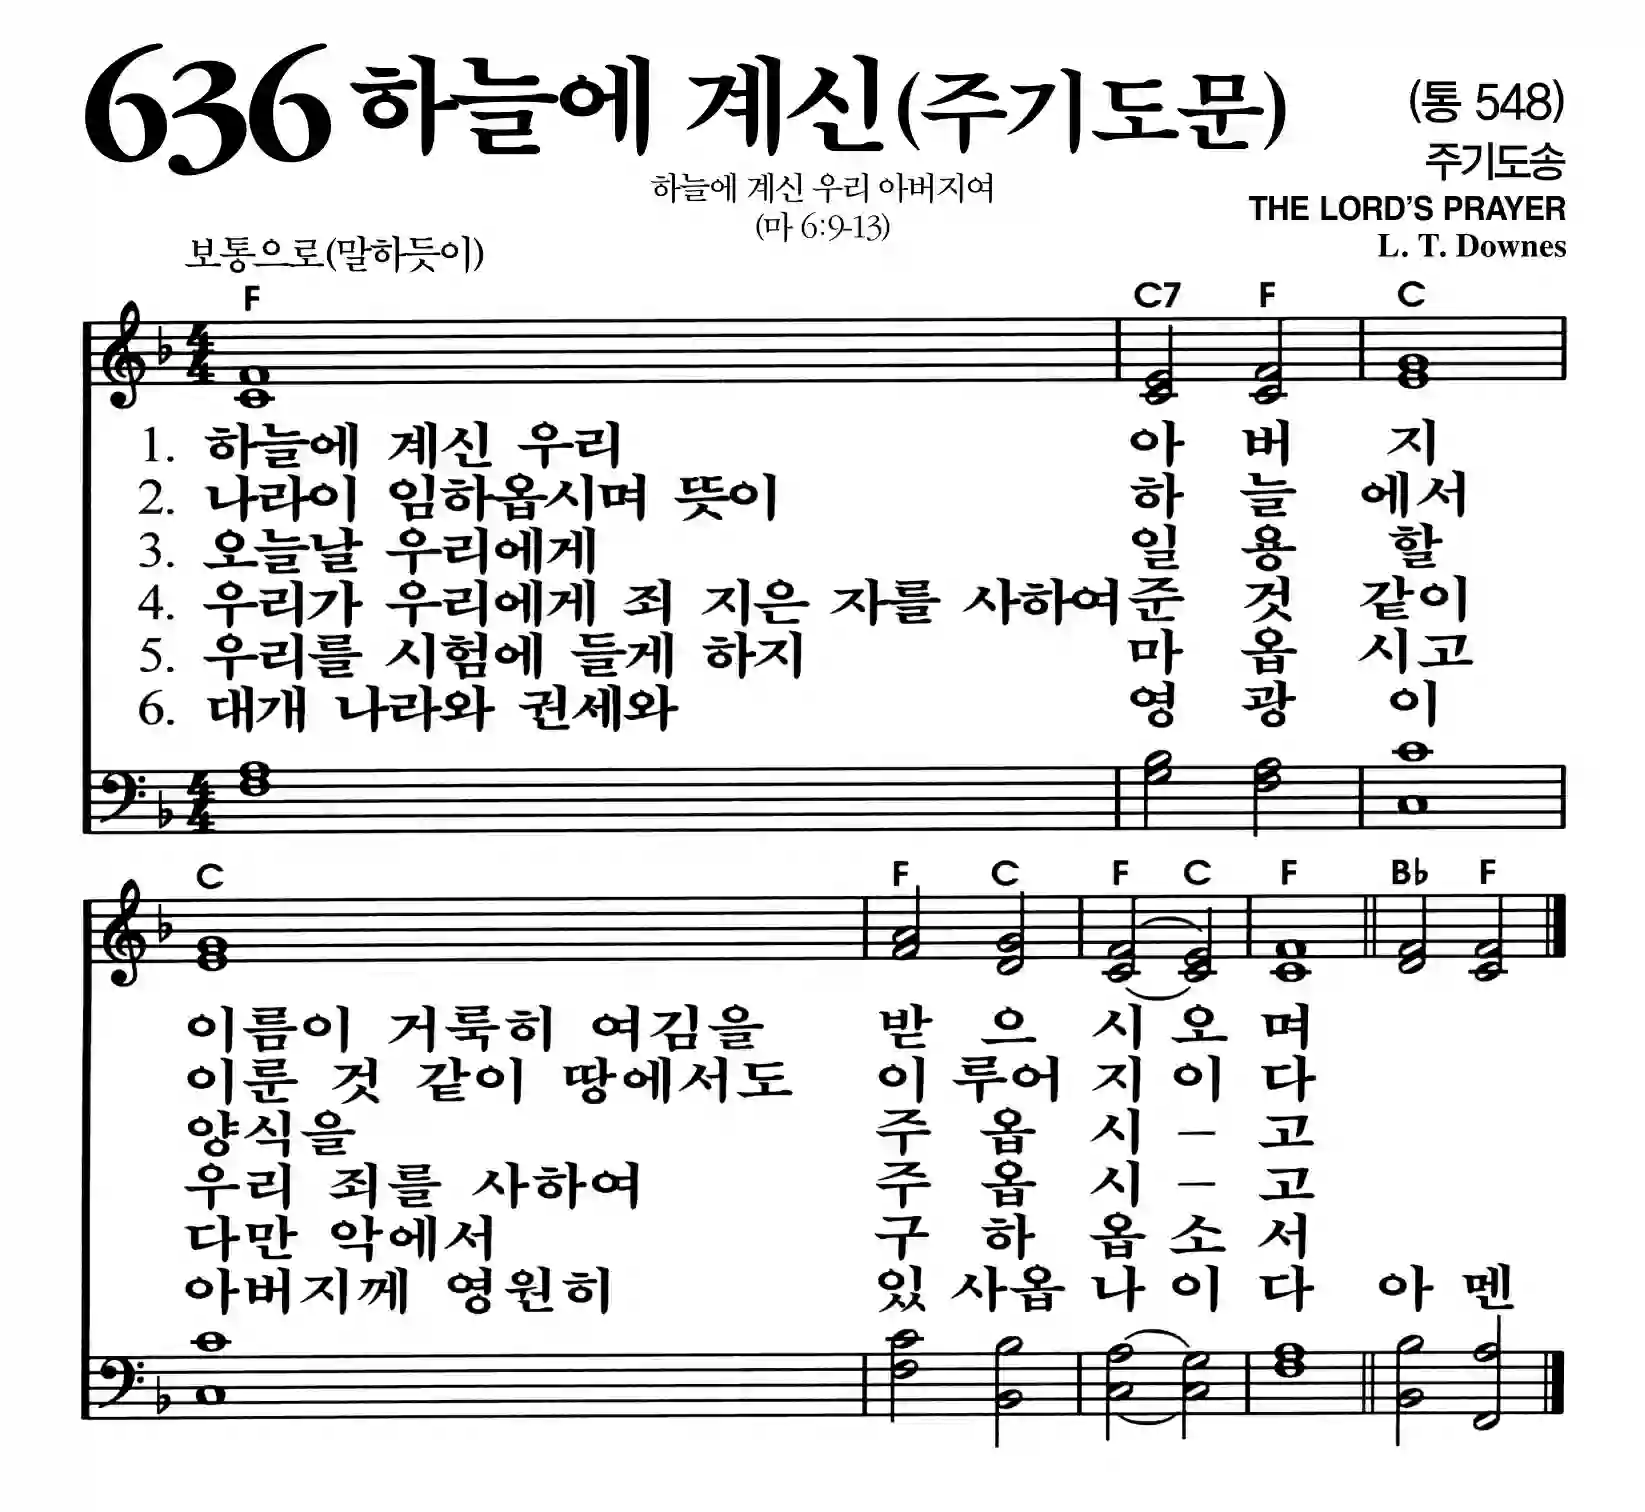 636 하늘에 계신(주기도문)
(통 548)
주기도송
하늘에 계신 우리 아버지여
THE LORD'S PRAYER
(마 6:9-13)
L. T. Downes
보통으로(말하듯이)
F C7 F C
4
4
1. 하늘에 계신 우리 아 버 지
2. 나라이 임하옵시며 뜻이 하 늘 에서
3. 오늘날 우리에게 일 용 할
4. 우리가 우리에게 죄 지은 자를 사하여 준 것 같이
5. 우리를 시험에 들게 하지 마 옵 시고
6. 대개 나라와 권세와 영 광 이
4
4
C F C F C F B♭ F
이름이 거룩히 여김을 받 으 시 오 며
이룬 것 같이 땅에서도 이 루어 지 이 다
양식을 주 옵 시 - 고
우리 죄를 사하여 주 옵 시 - 고
다만 악에서 구 하 옵 소 서
아버지께 영원히 있 사옵 나 이 다 아 멘